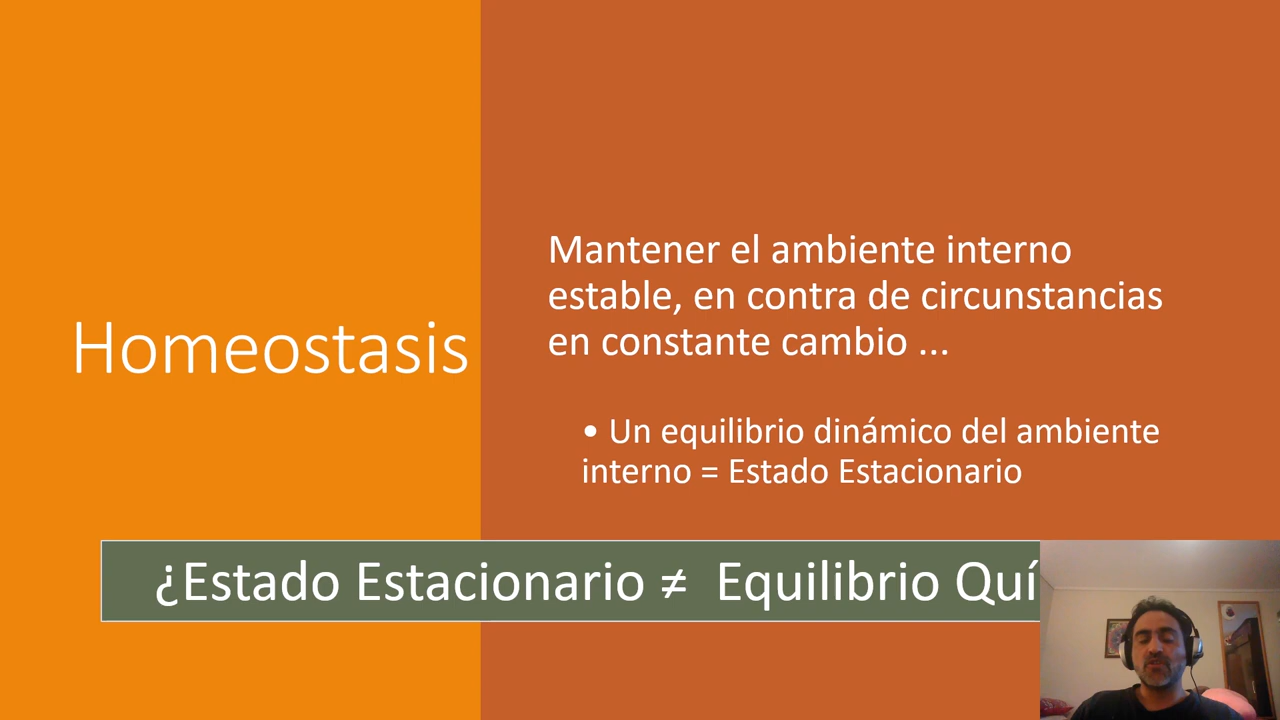 Homeostasis
Mantener el ambiente interno
estable, en contra de circunstancias
en constante cambio ...
• Un equilibrio dinámico del ambiente
interno = Estado Estacionario
¿Estado Estacionario ≠ Equilibrio Quí